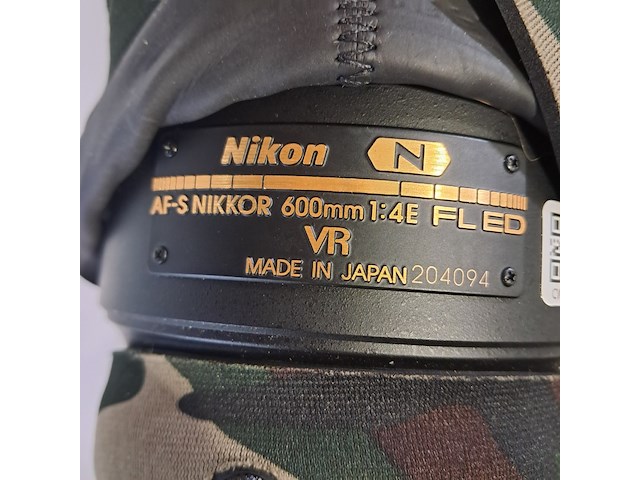 Nikon N
AF-S NIKKOR 600mm 1:4E FL ED
VR
MADE IN JAPAN 204094